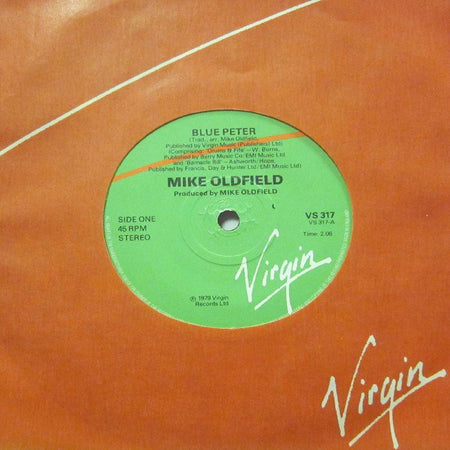 BLUE PETER
(Trad., arr. Mike Oldfield,
Published by Virgin Music (Publishers) Ltd)
(Comprising: 'Drums & Fife' – W. Burns,
Published by Berry Music Co/EMI Music Ltd
and 'Barnacle Bill' – Ashworth/Hope,
Published by Francis, Day & Hunter Ltd/EMI Music Ltd)
MIKE OLDFIELD
Produced by MIKE OLDFIELD
SIDE ONE
45 RPM
STEREO
VS 317
VS 317-A
Time: 2.06
Virgin
℗ 1979 Virgin
Records Ltd
Virgin